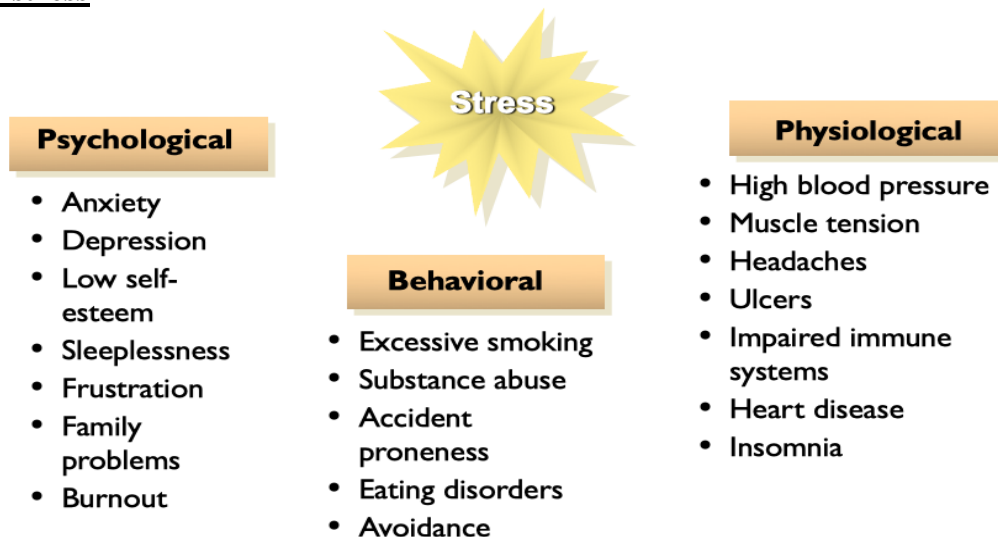 Stress
Psychological
• Anxiety
• Depression
• Low self-
esteem
• Sleeplessness
• Frustration
• Family
problems
• Burnout
Behavioral
• Excessive smoking
• Substance abuse
• Accident
proneness
• Eating disorders
• Avoidance
Physiological
• High blood pressure
• Muscle tension
• Headaches
• Ulcers
• Impaired immune
systems
• Heart disease
• Insomnia